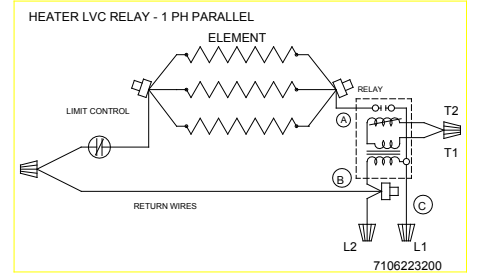 HEATER LVC RELAY - 1 PH PARALLEL
ELEMENT
RELAY
LIMIT CONTROL
A
T2
T1
B
C
RETURN WIRES
L2
L1
7106223200